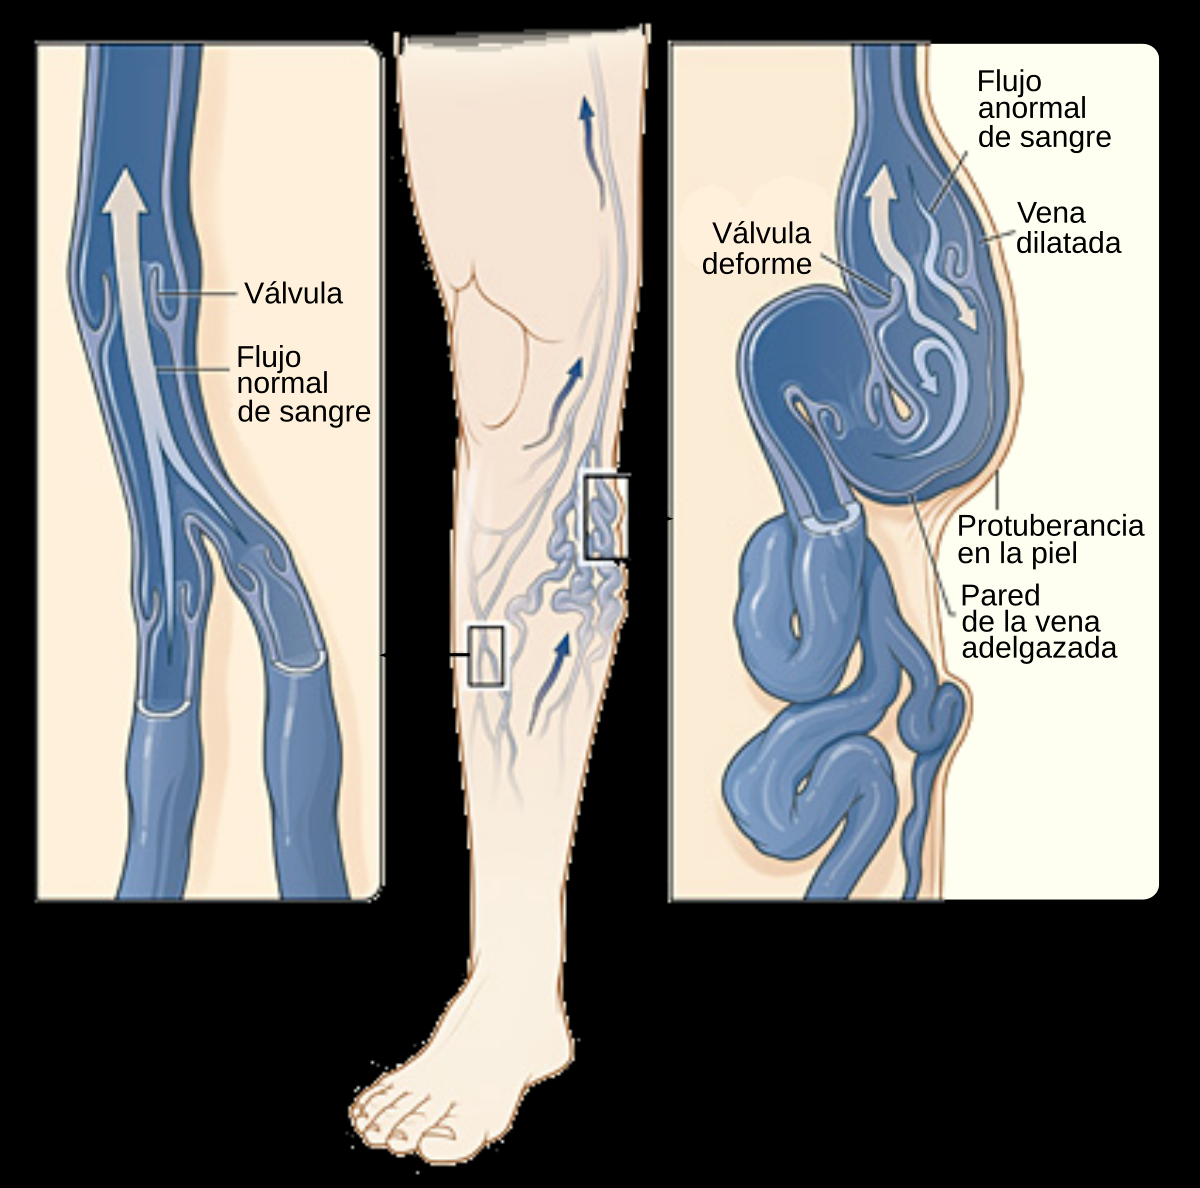 Válvula
Flujo
normal
de sangre
Flujo
anormal
de sangre
Vena
dilatada
Válvula
deforme
Protuberancia
en la piel
Pared
de la vena
adelgazada